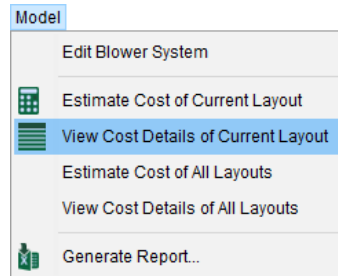 Model
Edit Blower System
Estimate Cost of Current Layout
View Cost Details of Current Layout
Estimate Cost of All Layouts
View Cost Details of All Layouts
Generate Report...